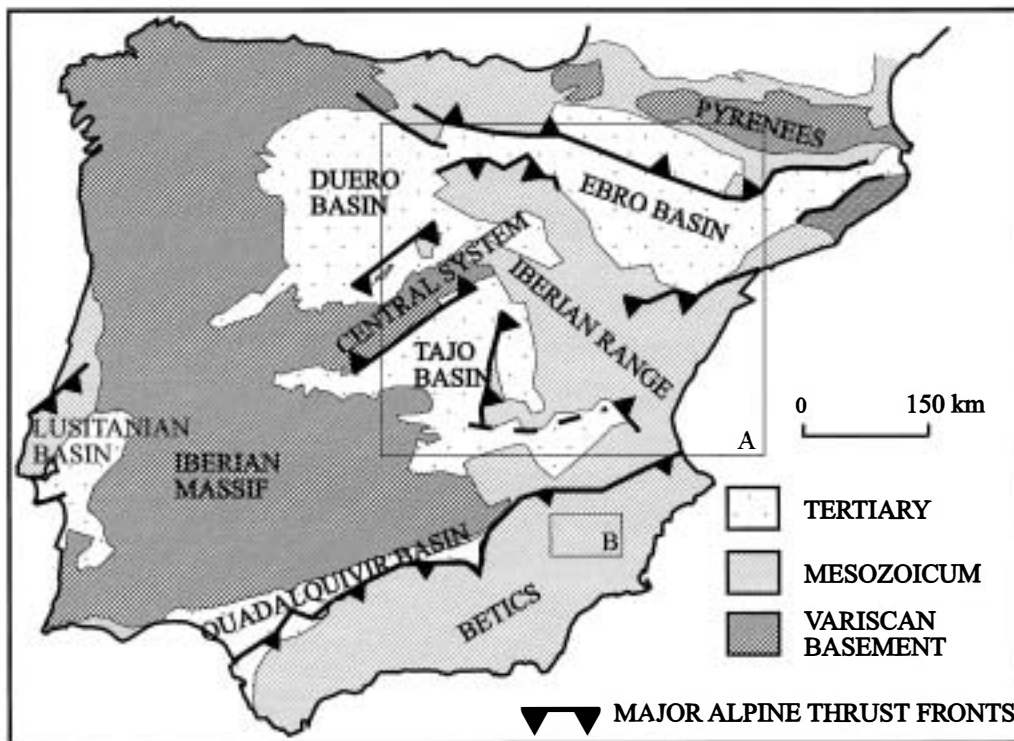 PYRENEES
DUERO
BASIN
EBRO BASIN
CENTRAL SYSTEM
IBERIAN RANGE
TAJO
BASIN
0 150 km
A
LUSITANIAN
BASIN
IBERIAN
MASSIF
TERTIARY
B
MESOZOICUM
QUADALQUIVIR BASIN
BETICS
VARISCAN
BASEMENT
MAJOR ALPINE THRUST FRONTS